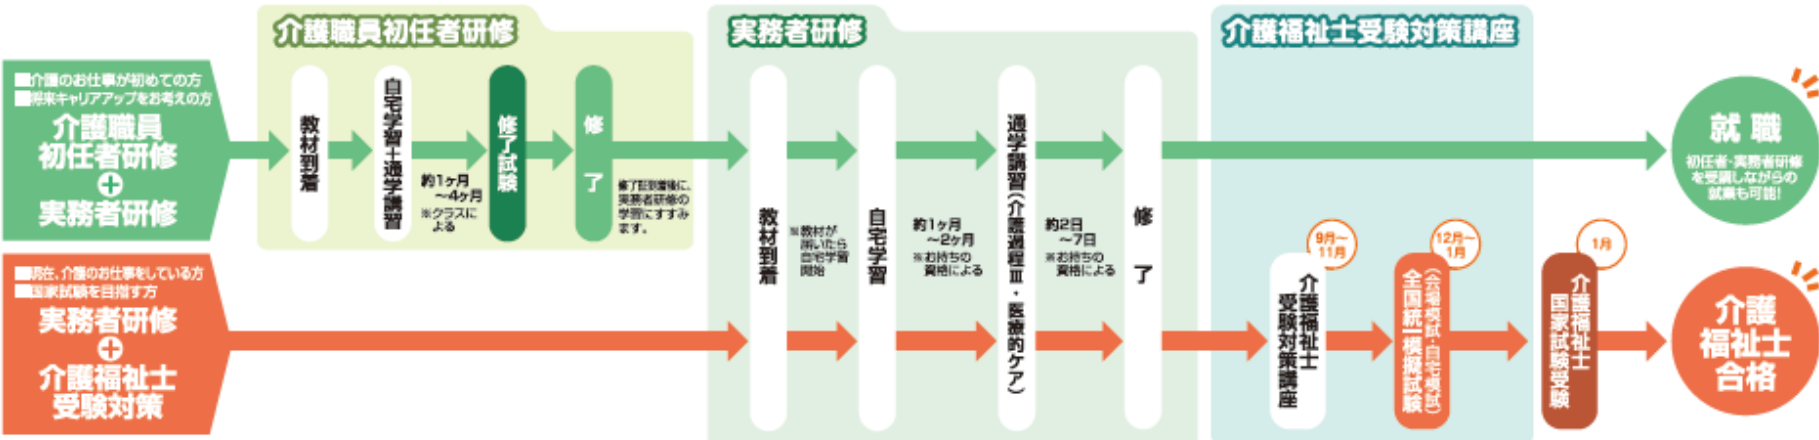 介護職員初任者研修
実務者研修
介護福祉士受験対策講座
■介護のお仕事が初めての方
■将来キャリアアップをお考えの方
介護職員
初任者研修
+
実務者研修
教材到着
自宅学習+通学講習
約1ヶ月
～4ヶ月
※クラスに
よる
修了試験
修了
修了証到着後に、
実務者研修の
学習にすすみ
ます。
教材到着
※教材が
届いたら
自宅学習
開始
自宅学習
約1ヶ月
～2ヶ月
※お持ちの
資格による
通学講習（介護過程Ⅲ・医療的ケア）
約2日
～7日
※お持ちの
資格による
修了
就職
初任者・実務者研修
を受講しながらの
就業も可能!
■現在、介護のお仕事をしている方
■国家試験を目指す方
実務者研修
+
介護福祉士
受験対策
9月～
11月
介護福祉士
受験対策講座
12月～
1月
全国統一模擬試験
（会場模試・自宅模試）
1月
介護福祉士
国家試験受験
介護
福祉士
合格